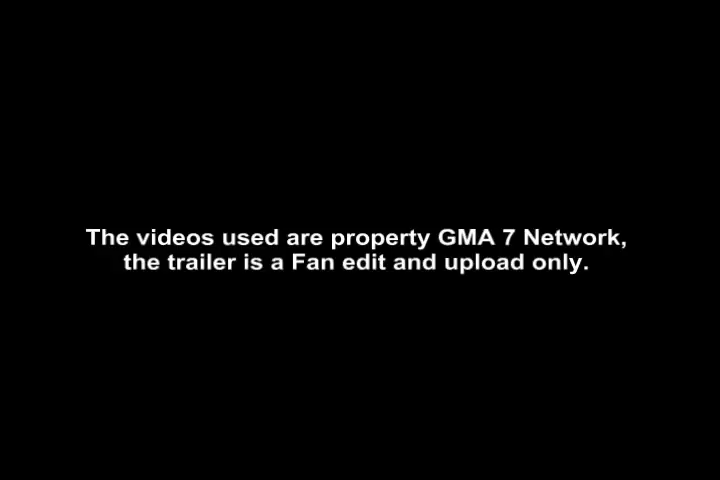 The videos used are property GMA 7 Network,
the trailer is a Fan edit and upload only.